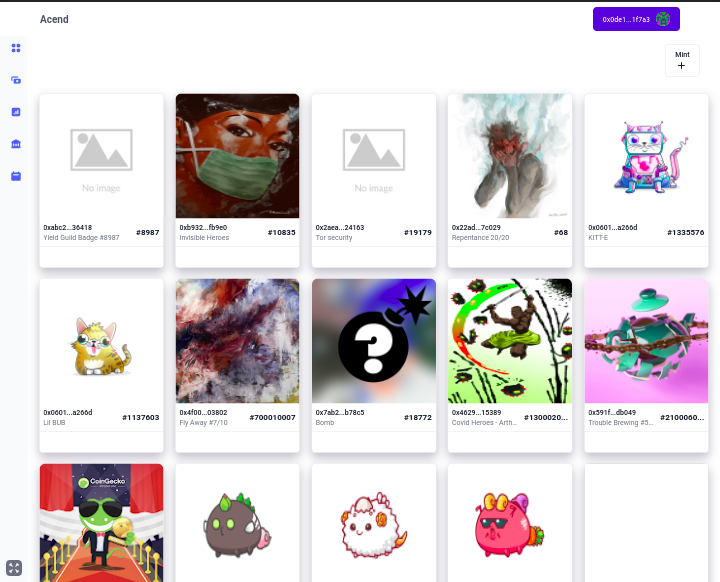 Acend
0x0de1...1f7a3
Mint
+
No image
No image
0xabc2...36418
Yield Guild Badge #8987
#8987
0xb932...fb9e0
Invisible Heroes
#10835
0x2aea...24163
Tor security
#19179
0x22ad...7c029
Repentance 20/20
#68
0x0601...a266d
KITT-E
#1335576
0x0601...a266d
Lil BUB
#1137603
0x4f00...03802
Fly Away #7/10
#700010007
?
0x7ab2...b78c5
Bomb
#18772
0x4629...15389
Covid Heroes - Arth...
#1300020...
0x591f...db049
Trouble Brewing #5...
#2100060...
CoinGecko